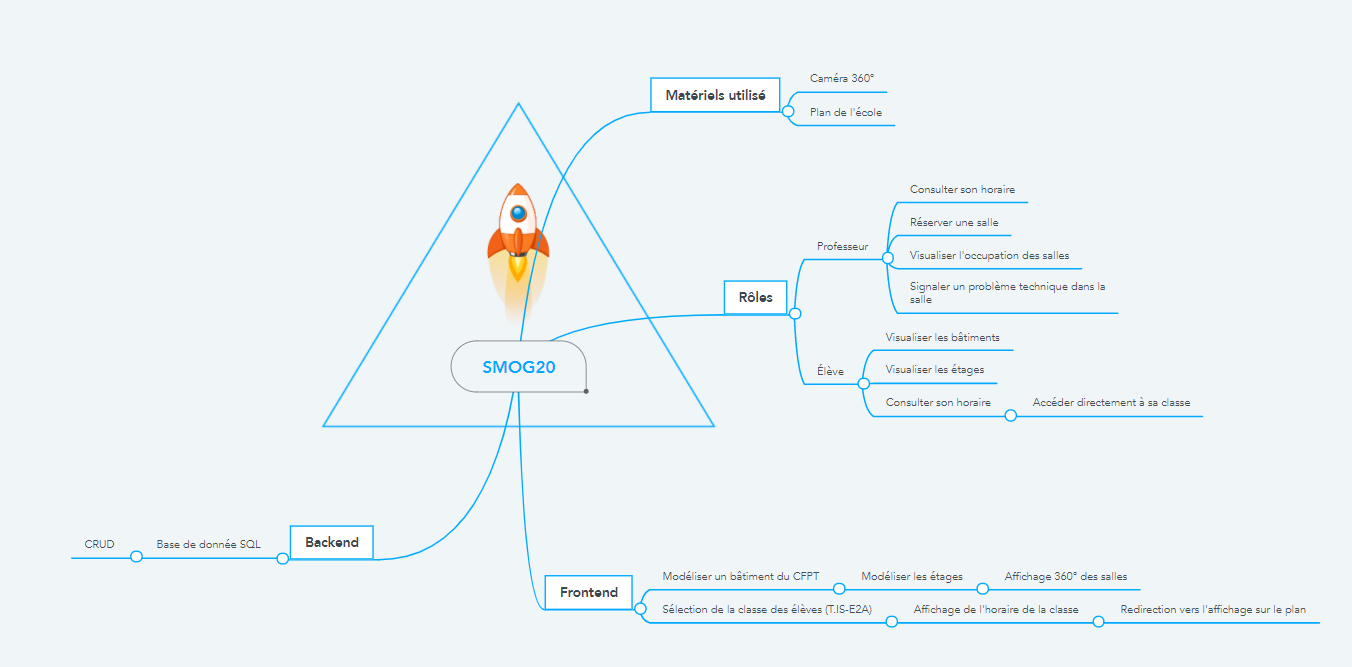 Matériels utilisé
Caméra 360°
Plan de l'école
Rôles
Professeur
Consulter son horaire
Réserver une salle
Visualiser l'occupation des salles
Signaler un problème technique dans la
salle
Élève
Visualiser les bâtiments
Visualiser les étages
Consulter son horaire
Accéder directement à sa classe
SMOG20
Backend
Base de donnée SQL
CRUD
Frontend
Modéliser un bâtiment du CFPT
Modéliser les étages
Affichage 360° des salles
Sélection de la classe des élèves (T.IS-E2A)
Affichage de l'horaire de la classe
Redirection vers l'affichage sur le plan